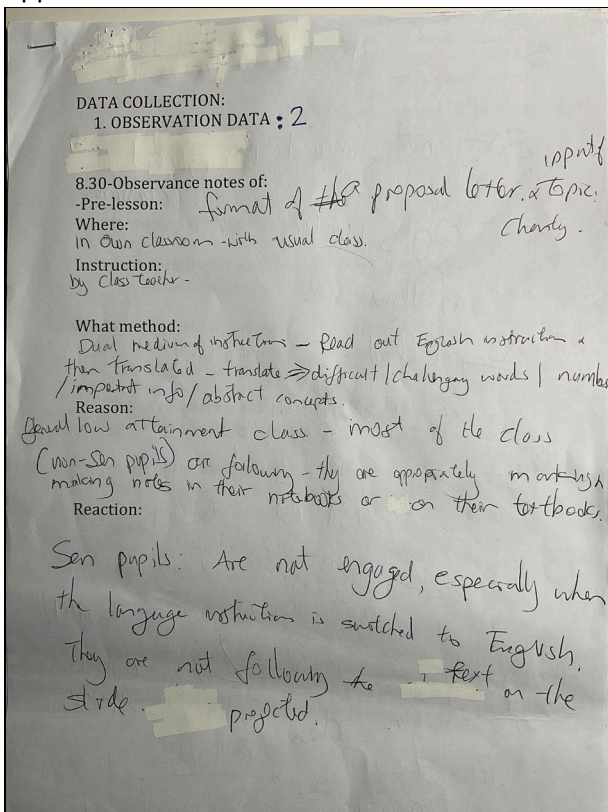 DATA COLLECTION:
1. OBSERVATION DATA : 2
8.30-Observance notes of:
-Pre-lesson: format of a proposal letter. & Topic:
Charity.
Where:
in own classroom - with usual class.
Instruction:
by Class teacher -
What method:
Dual medium of instructions - Read out English instruction &
then translated - translate ⇒ difficult / challenging words / number
/ important info / abstract concepts.
Reason:
General low attainment class - most of the class
(non-Sen pupils) are following - they are appropriately marking &
making notes in their notebooks or on their textbooks.
Reaction:
Sen pupils: Are not engaged, especially when
the language instruction is switched to English.
They are not following the text on the
slide. projected.